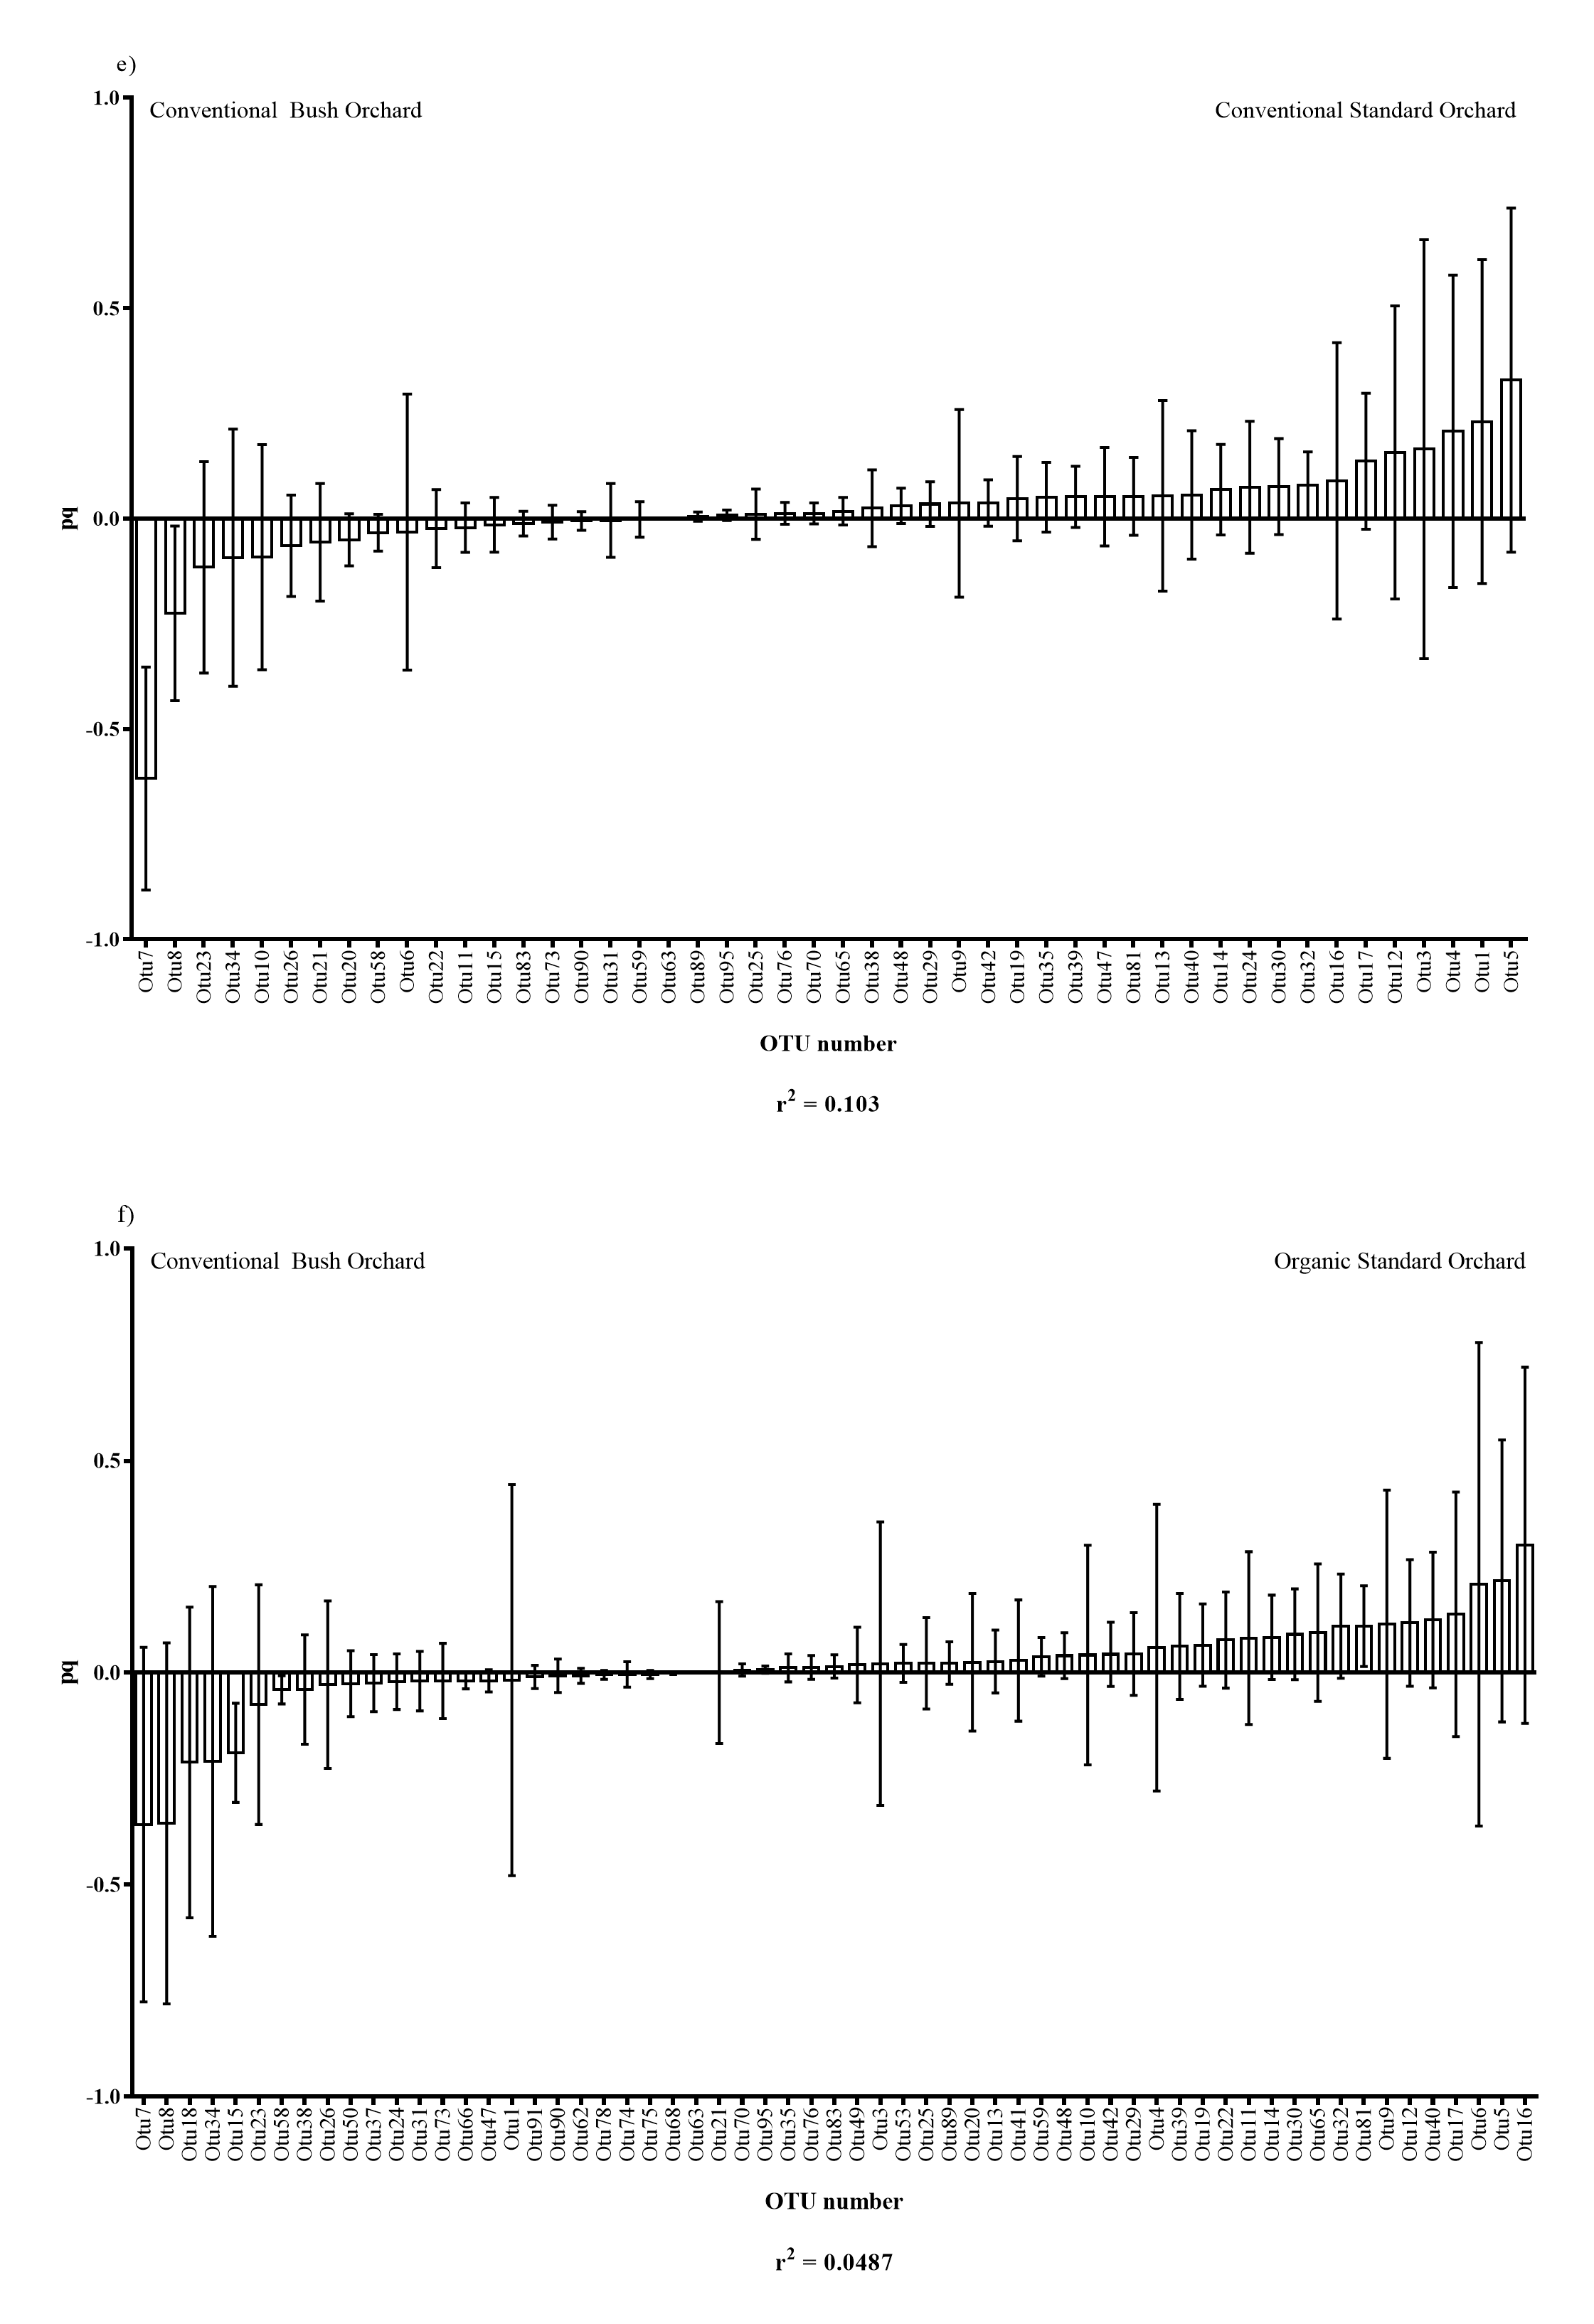 e)
1.0
Conventional  Bush Orchard
Conventional Standard Orchard
0.5
0.0
pq
-0.5
-1.0
Otu7 Otu8 Otu23 Otu34 Otu10 Otu26 Otu21 Otu20 Otu58 Otu6 Otu22 Otu11 Otu15 Otu83 Otu73 Otu90 Otu31 Otu59 Otu63 Otu89 Otu95 Otu25 Otu76 Otu70 Otu65 Otu38 Otu48 Otu29 Otu9 Otu42 Otu19 Otu35 Otu39 Otu47 Otu81 Otu13 Otu40 Otu14 Otu24 Otu30 Otu32 Otu16 Otu17 Otu12 Otu3 Otu4 Otu1 Otu5
OTU number
r² = 0.103
f)
1.0
Conventional  Bush Orchard
Organic Standard Orchard
0.5
0.0
pq
-0.5
-1.0
Otu7 Otu8 Otu18 Otu34 Otu15 Otu23 Otu58 Otu38 Otu26 Otu50 Otu37 Otu24 Otu31 Otu73 Otu66 Otu47 Otu1 Otu91 Otu90 Otu62 Otu78 Otu74 Otu75 Otu68 Otu63 Otu21 Otu70 Otu95 Otu35 Otu76 Otu83 Otu49 Otu3 Otu53 Otu25 Otu89 Otu20 Otu13 Otu41 Otu59 Otu48 Otu10 Otu42 Otu29 Otu4 Otu39 Otu19 Otu22 Otu11 Otu14 Otu30 Otu65 Otu32 Otu81 Otu9 Otu12 Otu40 Otu17 Otu6 Otu5 Otu16
OTU number
r² = 0.0487